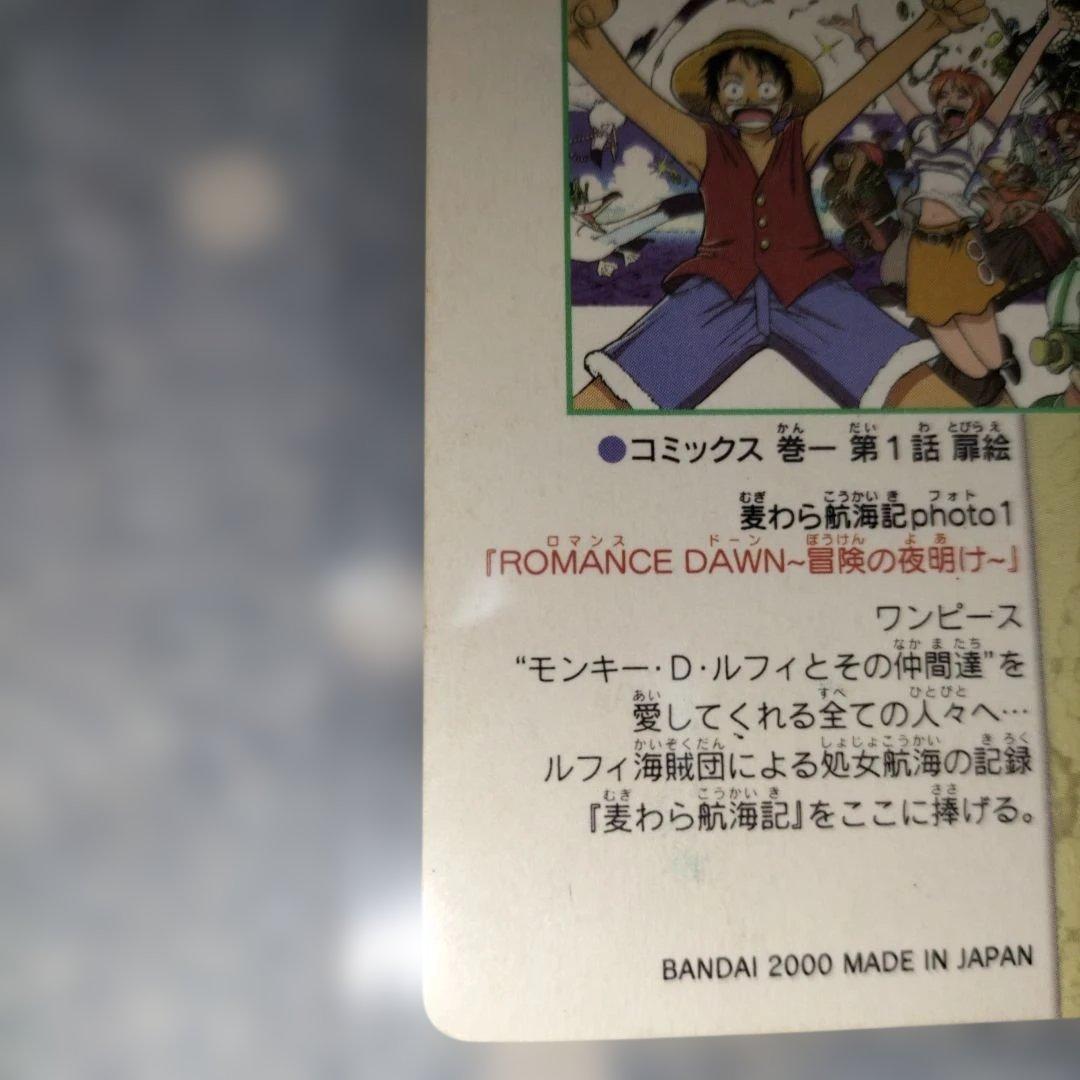 ●コミックス 巻一 第1話 扉絵
麦わら航海記photo1
『ROMANCE DAWN~冒険の夜明け~』
ワンピース
“モンキー・D・ルフィとその仲間達”を
愛してくれる全ての人々へ…
ルフィ海賊団による処女航海の記録
『麦わら航海記』をここに捧げる。
BANDAI 2000 MADE IN JAPAN